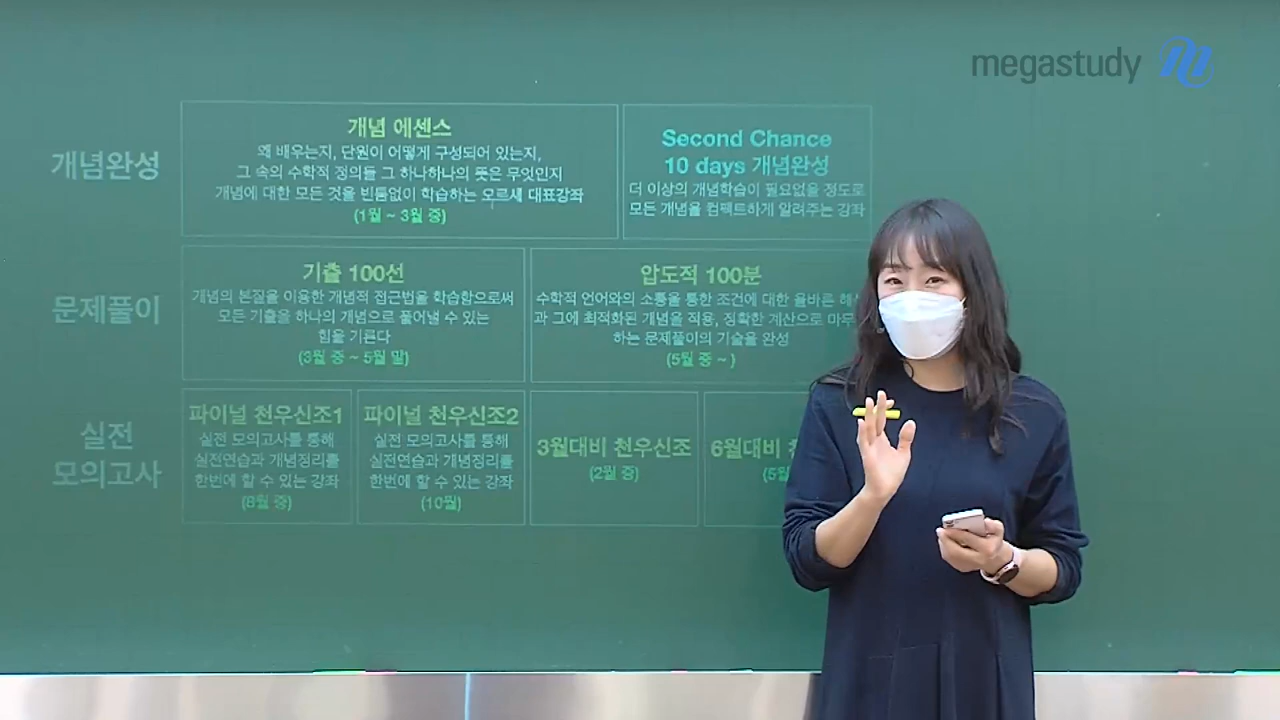 megastudy
개념완성
개념 에센스
왜 배우는지, 단원이 어떻게 구성되어 있는지,
그 속의 수학적 정의들 그 하나하나의 뜻은 무엇인지
개념에 대한 모든 것을 빈틈없이 학습하는 오르새 대표강좌
(1월 ~ 3월 중)
Second Chance
10 days 개념완성
더 이상의 개념학습이 필요없을 정도로
모든 개념을 컴팩트하게 알려주는 강좌
문제풀이
기출 100선
개념의 본질을 이용한 개념적 접근법을 학습함으로써
모든 기출을 하나의 개념으로 풀어낼 수 있는
힘을 기른다
(3월 중 ~ 5월 말)
압도적 100분
수학적 언어와의 소통을 통한 조건에 대한 올바른
과 그에 최적화된 개념을 적용, 정확한 계산으로
하는 문제풀이의 기술을 완성
(5월 중 ~ )
실전
모의고사
파이널 천우신조1
실전 모의고사를 통해
실전연습과 개념정리를
한번에 할 수 있는 강좌
(8월 중)
파이널 천우신조2
실전 모의고사를 통해
실전연습과 개념정리를
한번에 할 수 있는 강좌
(10월)
3월대비 천우신조
(2월 중)
6월대비
(5월